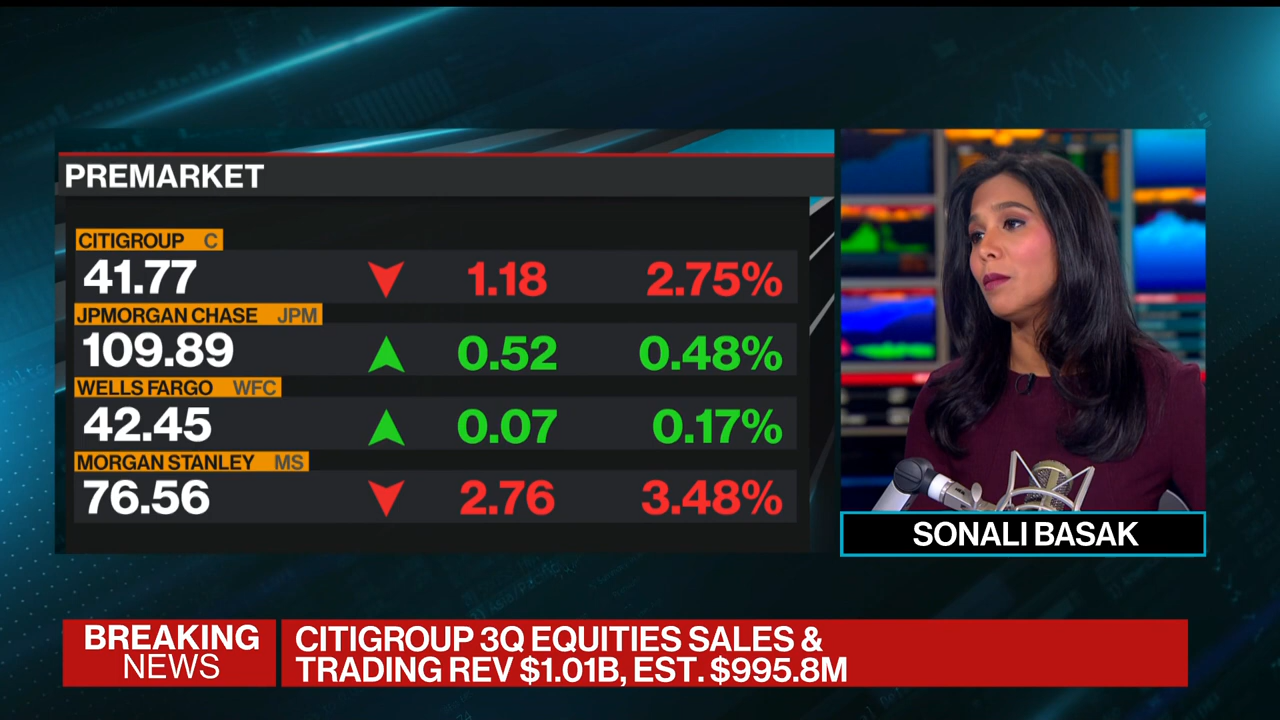 PREMARKET
CITIGROUP C
41.77 1.18 2.75%
JPMORGAN CHASE JPM
109.89 0.52 0.48%
WELLS FARGO WFC
42.45 0.07 0.17%
MORGAN STANLEY MS
76.56 2.76 3.48%
SONALI BASAK
BREAKING
NEWS
CITIGROUP 3Q EQUITIES SALES &
TRADING REV $1.01B, EST. $995.8M